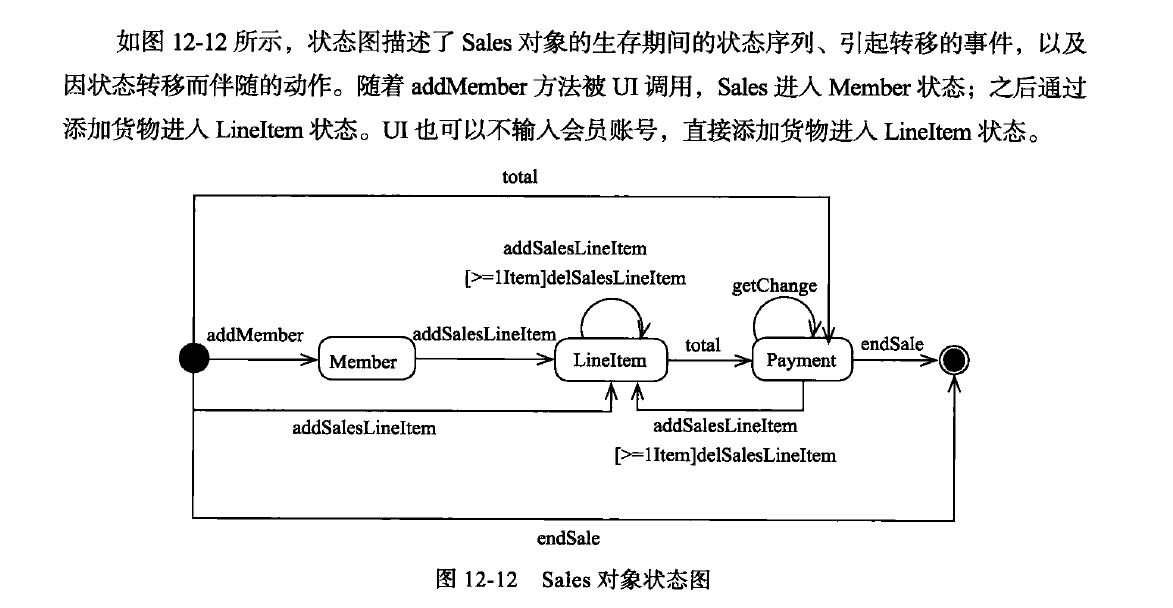 如图 12-12 所示，状态图描述了 Sales 对象的生存期间的状态序列、引起转移的事件，以及
因状态转移而伴随的动作。随着 addMember 方法被 UI 调用，Sales 进入 Member 状态；之后通过
添加货物进入 LineItem 状态。UI 也可以不输入会员账号，直接添加货物进入 LineItem 状态。
total
addSalesLineItem
[>=1Item]delSalesLineItem
getChange
addMember
addSalesLineItem
total
endSale
Member
LineItem
Payment
addSalesLineItem
addSalesLineItem
[>=1Item]delSalesLineItem
endSale
图 12-12 Sales 对象状态图